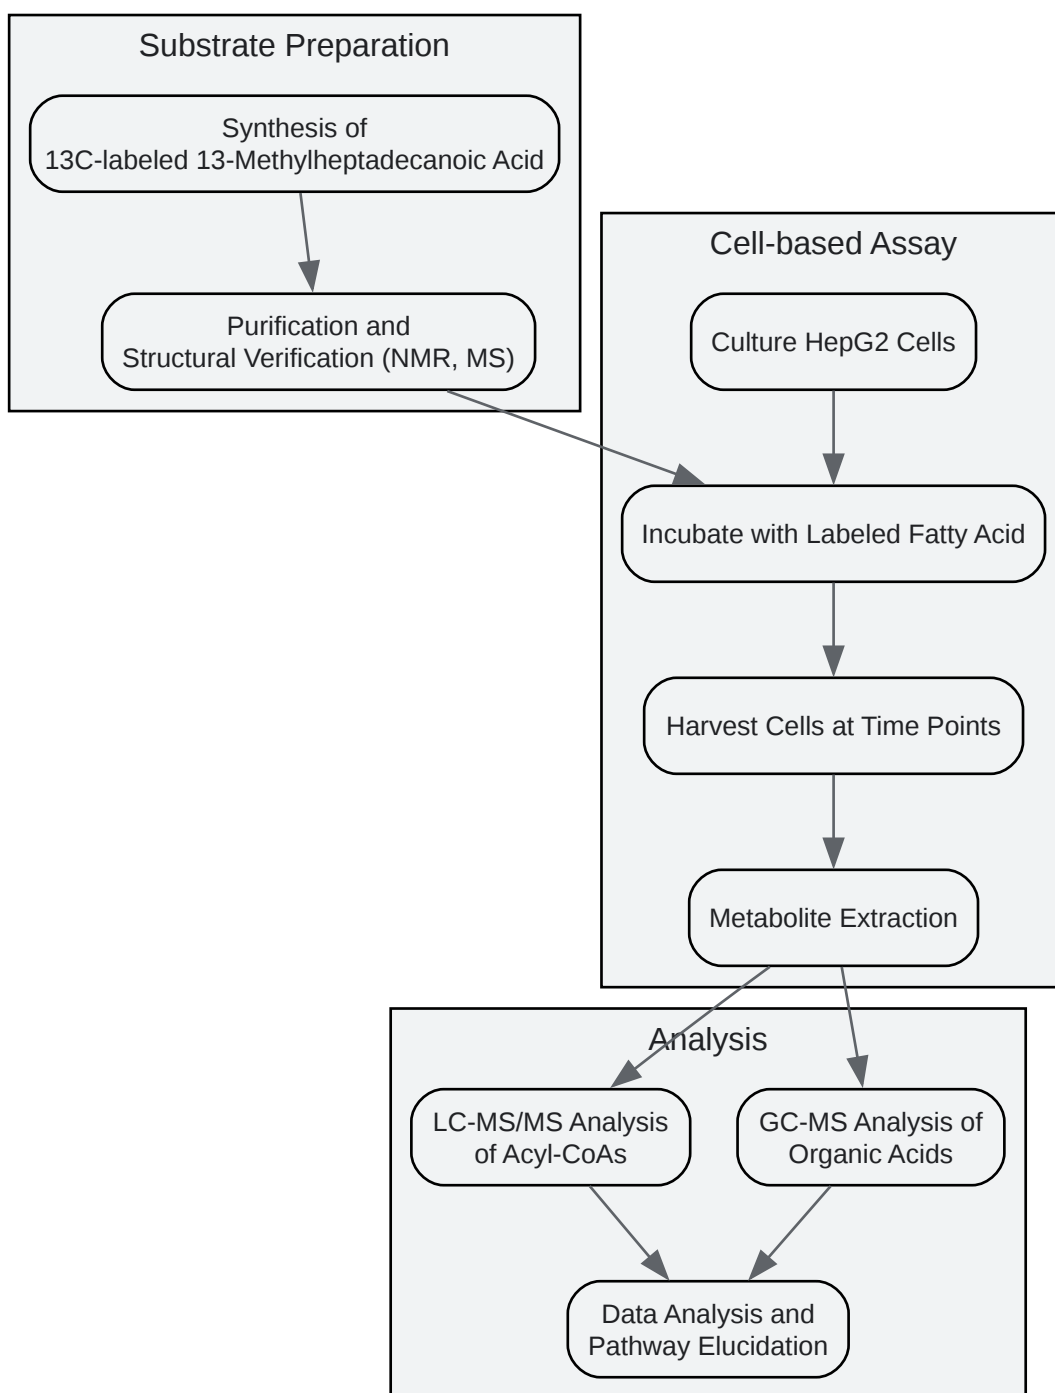 Substrate Preparation
Synthesis of
13C-labeled 13-Methylheptadecanoic Acid
Purification and
Structural Verification (NMR, MS)
Cell-based Assay
Culture HepG2 Cells
Incubate with Labeled Fatty Acid
Harvest Cells at Time Points
Metabolite Extraction
Analysis
LC-MS/MS Analysis
of Acyl-CoAs
GC-MS Analysis of
Organic Acids
Data Analysis and
Pathway Elucidation